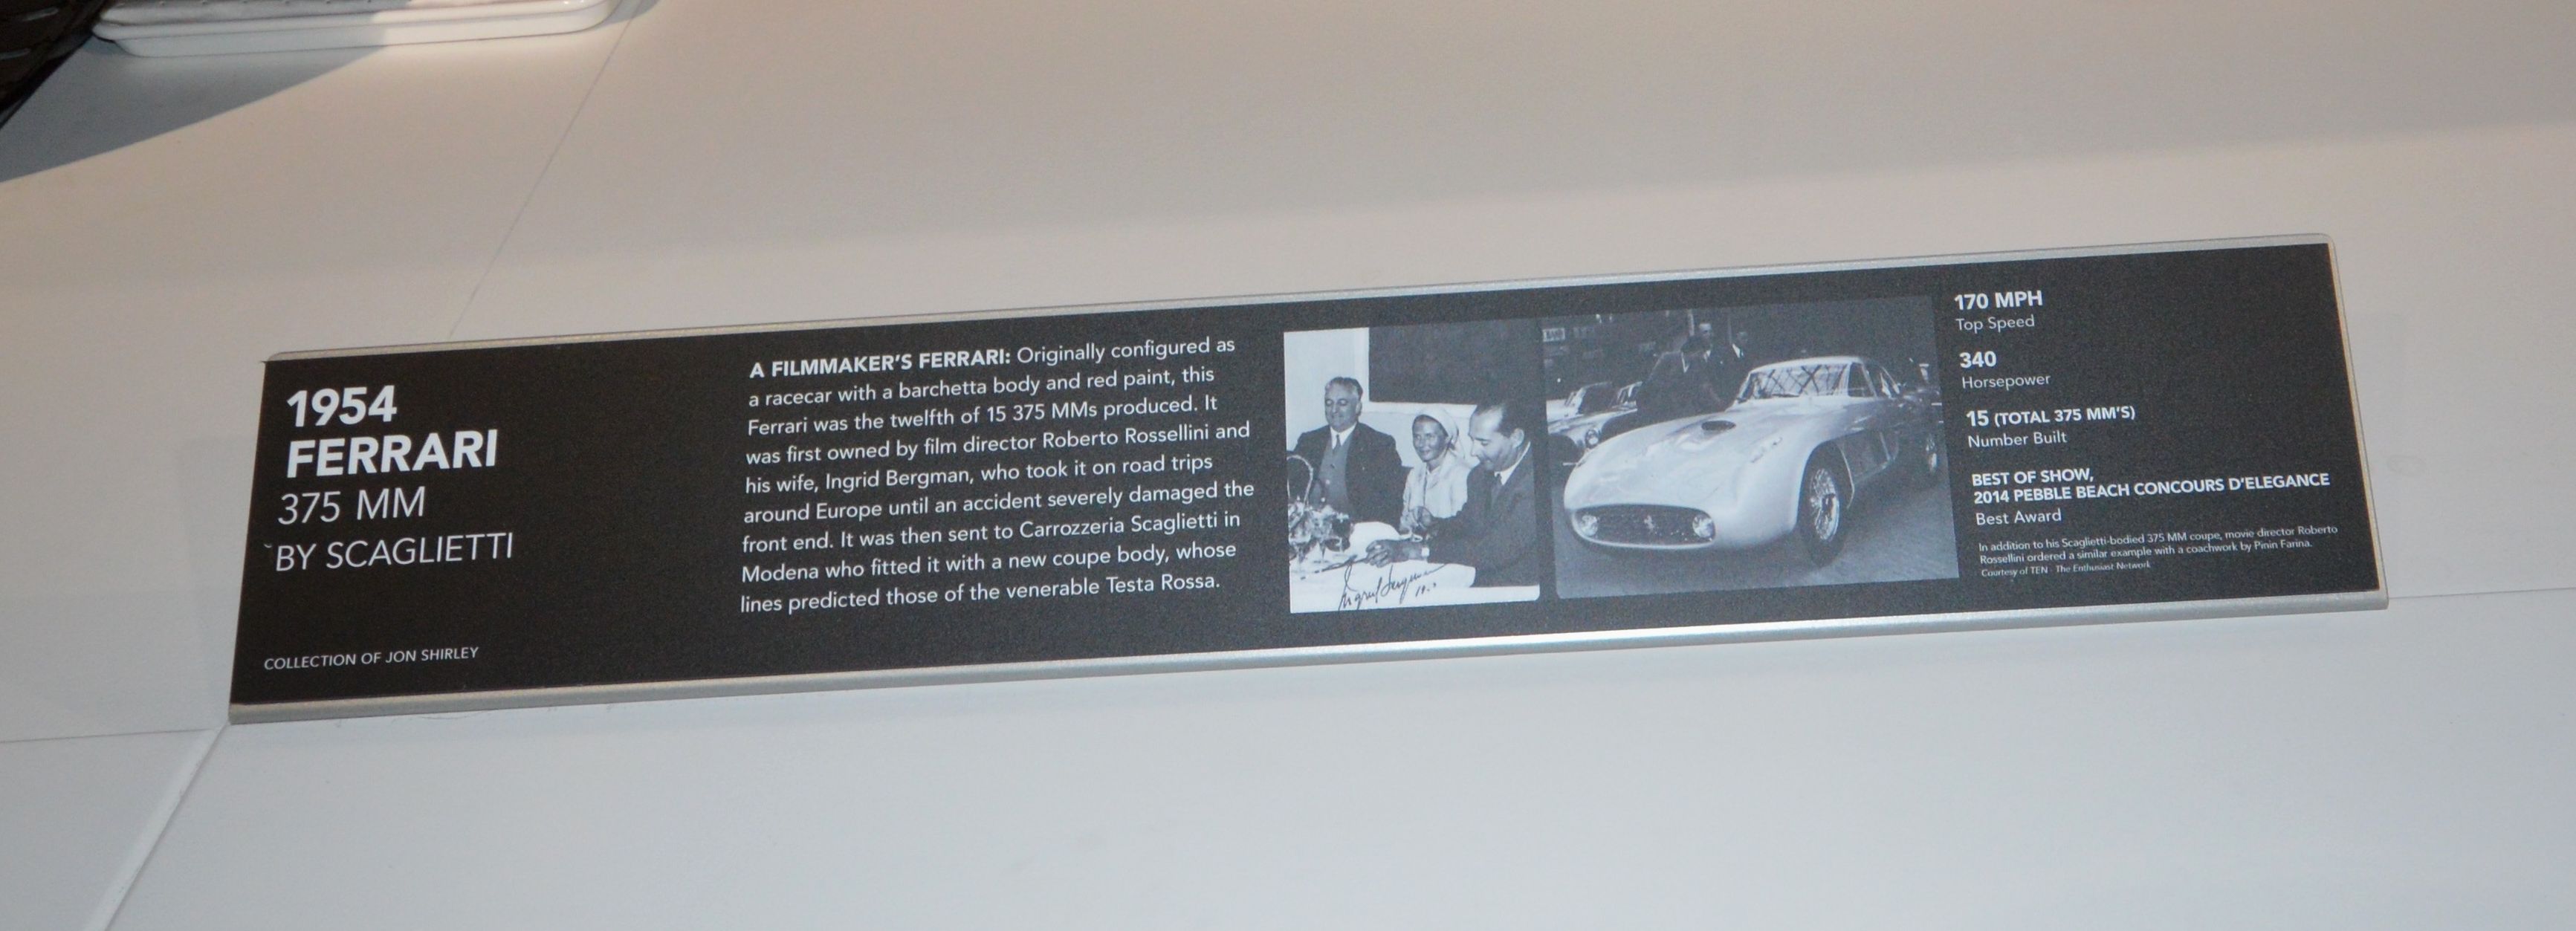 1954
FERRARI
375 MM
BY SCAGLIETTI
COLLECTION OF JON SHIRLEY
A FILMMAKER'S FERRARI: Originally configured as
a racecar with a barchetta body and red paint, this
Ferrari was the twelfth of 15 375 MMs produced. It
was first owned by film director Roberto Rossellini and
his wife, Ingrid Bergman, who took it on road trips
around Europe until an accident severely damaged the
front end. It was then sent to Carrozzeria Scaglietti in
Modena who fitted it with a new coupe body, whose
lines predicted those of the venerable Testa Rossa.
Ingrid Bergman
170 MPH
Top Speed
340
Horsepower
15 (TOTAL 375 MM'S)
Number Built
BEST OF SHOW,
2014 PEBBLE BEACH CONCOURS D'ELEGANCE
Best Award
In addition to his Scaglietti-bodied 375 MM coupe, movie director Roberto
Rossellini ordered a similar example with a coachwork by Pinin Farina.
Courtesy of TEN - The Enthusiast Network